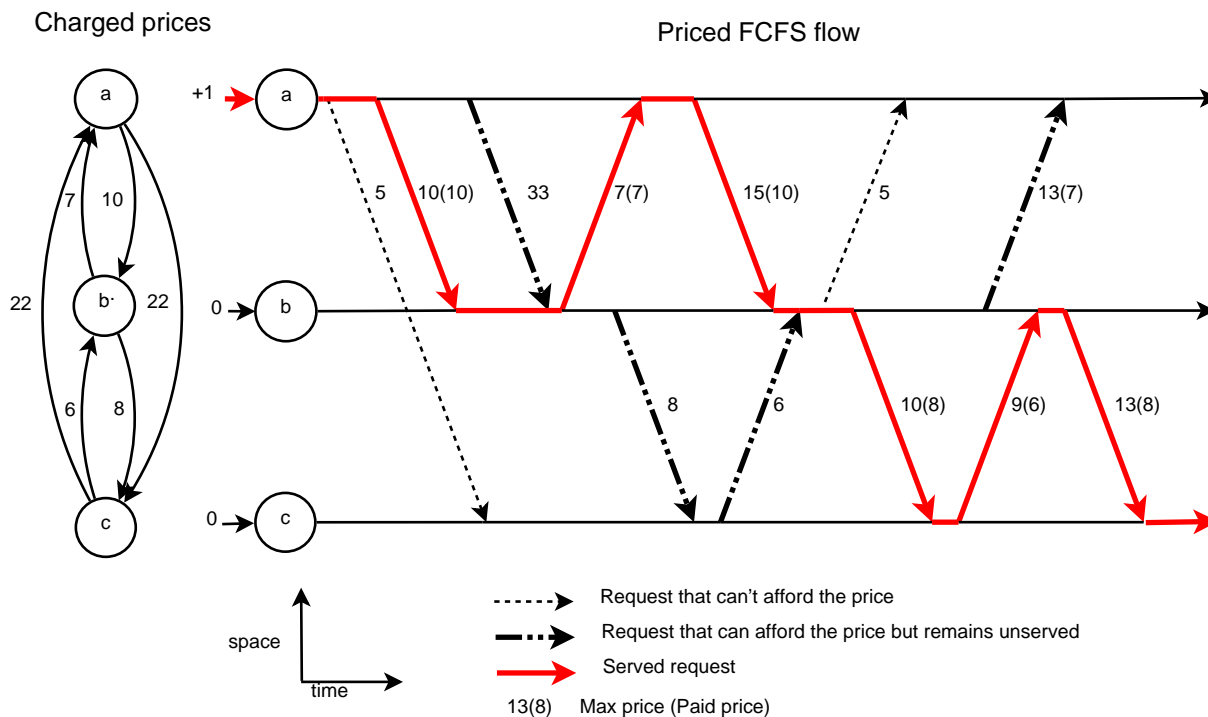 Charged prices
Priced FCFS flow
a
+1
a
7
10
5
10(10)
33
7(7)
15(10)
5
13(7)
22
b·
22
0
b
6
8
8
6
10(8)
9(6)
13(8)
c
0
c
Request that can't afford the price
Request that can afford the price but remains unserved
space
Served request
time
13(8) Max price (Paid price)